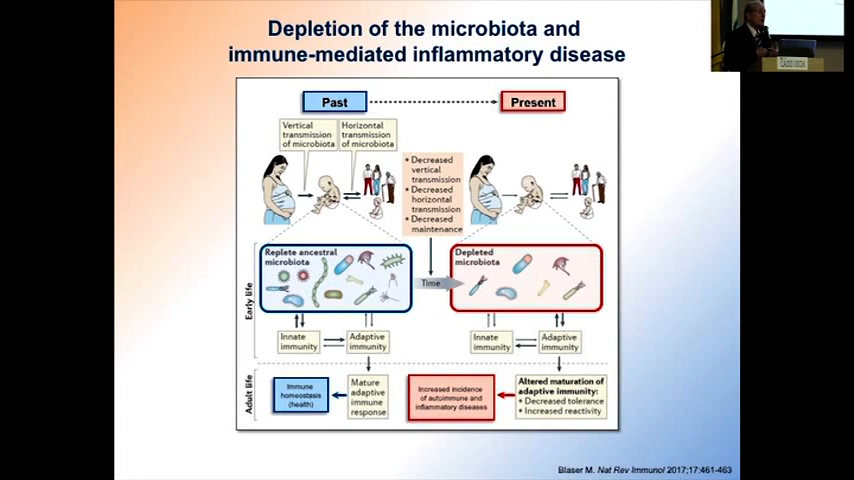 Depletion of the microbiota and
immune-mediated inflammatory disease
Past
Present
Vertical
transmission
of microbiota
Horizontal
transmission
of microbiota
• Decreased
vertical
transmission
• Decreased
horizontal
transmission
• Decreased
maintenance
Replete ancestral
microbiota
Depleted
microbiota
Time
Early life
Innate
immunity
Adaptive
immunity
Innate
immunity
Adaptive
immunity
Adult life
Immune
homeostasis
(health)
Mature
adaptive
immune
response
Increased incidence
of autoimmune and
inflammatory diseases
Altered maturation of
adaptive immunity:
• Decreased tolerance
• Increased reactivity
Blaser M. Nat Rev Immunol 2017;17:461-463